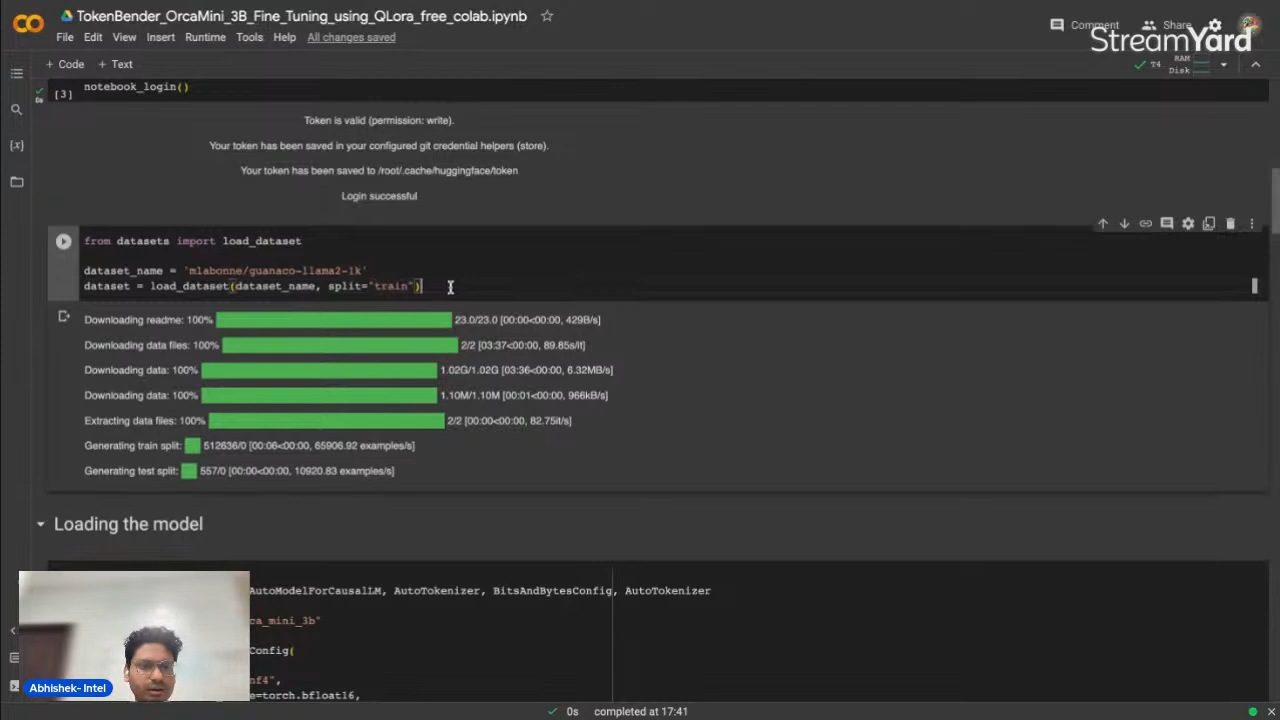 TokenBender_OrcaMini_3B_Fine_Tuning_using_QLora_free_colab.ipynb
Comment
Share
StreamYard
File Edit View Insert Runtime Tools Help All changes saved
+ Code + Text
T4
RAM
Disk
[3]
0s
notebook_login()
Token is valid (permission: write).
Your token has been saved in your configured git credential helpers (store).
Your token has been saved to /root/.cache/huggingface/token
Login successful
from datasets import load_dataset
dataset_name = 'mlabonne/guanaco-llama2-1k'
dataset = load_dataset(dataset_name, split="train")
Downloading readme: 100% 23.0/23.0 [00:00<00:00, 429B/s]
Downloading data files: 100% 2/2 [03:37<00:00, 89.85s/it]
Downloading data: 100% 1.02G/1.02G [03:36<00:00, 6.32MB/s]
Downloading data: 100% 1.10M/1.10M [00:01<00:00, 966kB/s]
Extracting data files: 100% 2/2 [00:00<00:00, 82.75it/s]
Generating train split: 512636/0 [00:06<00:00, 65906.92 examples/s]
Generating test split: 557/0 [00:00<00:00, 10920.83 examples/s]
Loading the model
AutoModelForCausalLM, AutoTokenizer, BitsAndBytesConfig, AutoTokenizer
ca_mini_3b"
Config(
nf4",
e=torch.bfloat16,
Abhishek- Intel
0s completed at 17:41